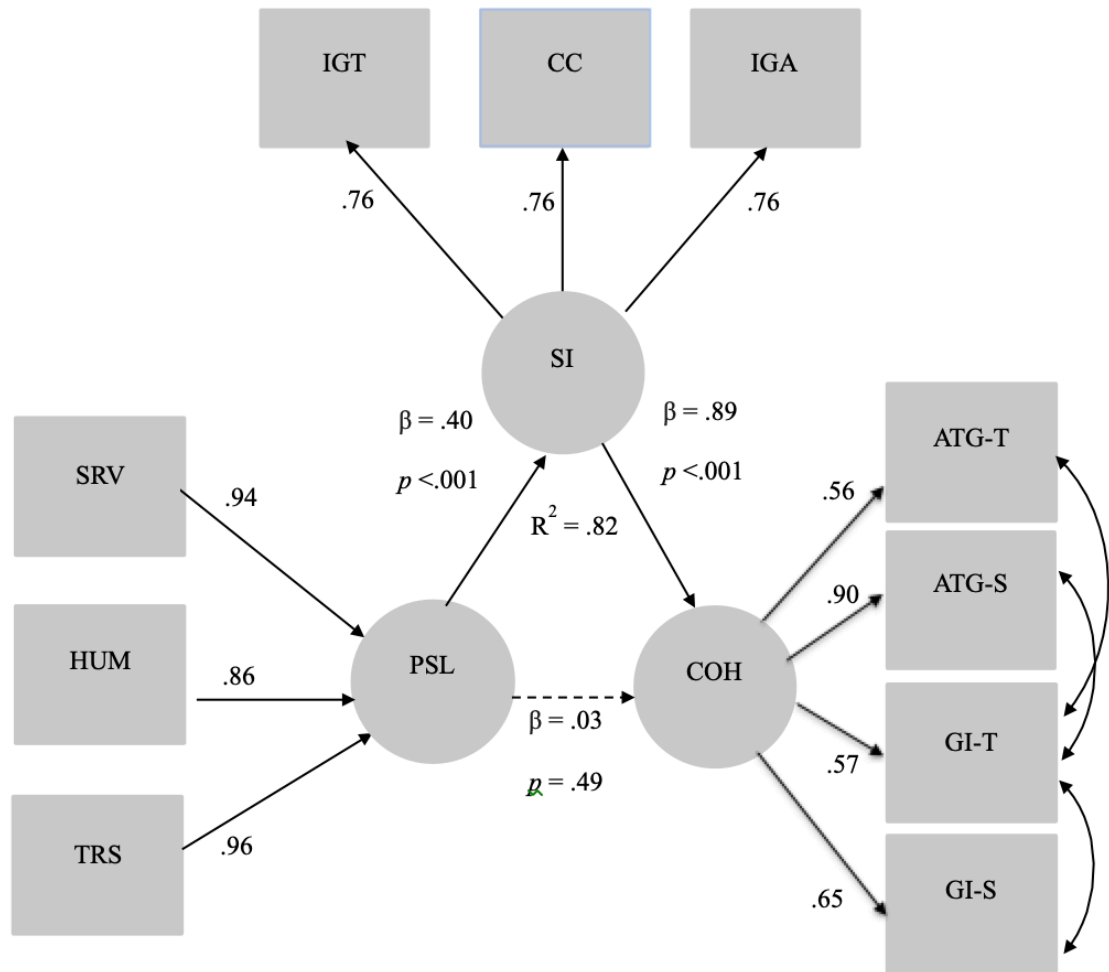 IGT
CC
IGA
.76
.76
.76
SI
β = .40
p <.001
β = .89
p <.001
R² = .82
SRV
.94
HUM
.86
TRS
.96
PSL
β = .03
p = .49
COH
.56
.90
.57
.65
ATG-T
ATG-S
GI-T
GI-S